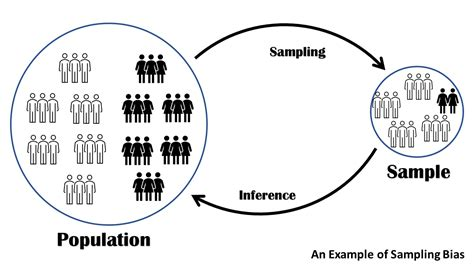 Sampling
Inference
Population
Sample
An Example of Sampling Bias